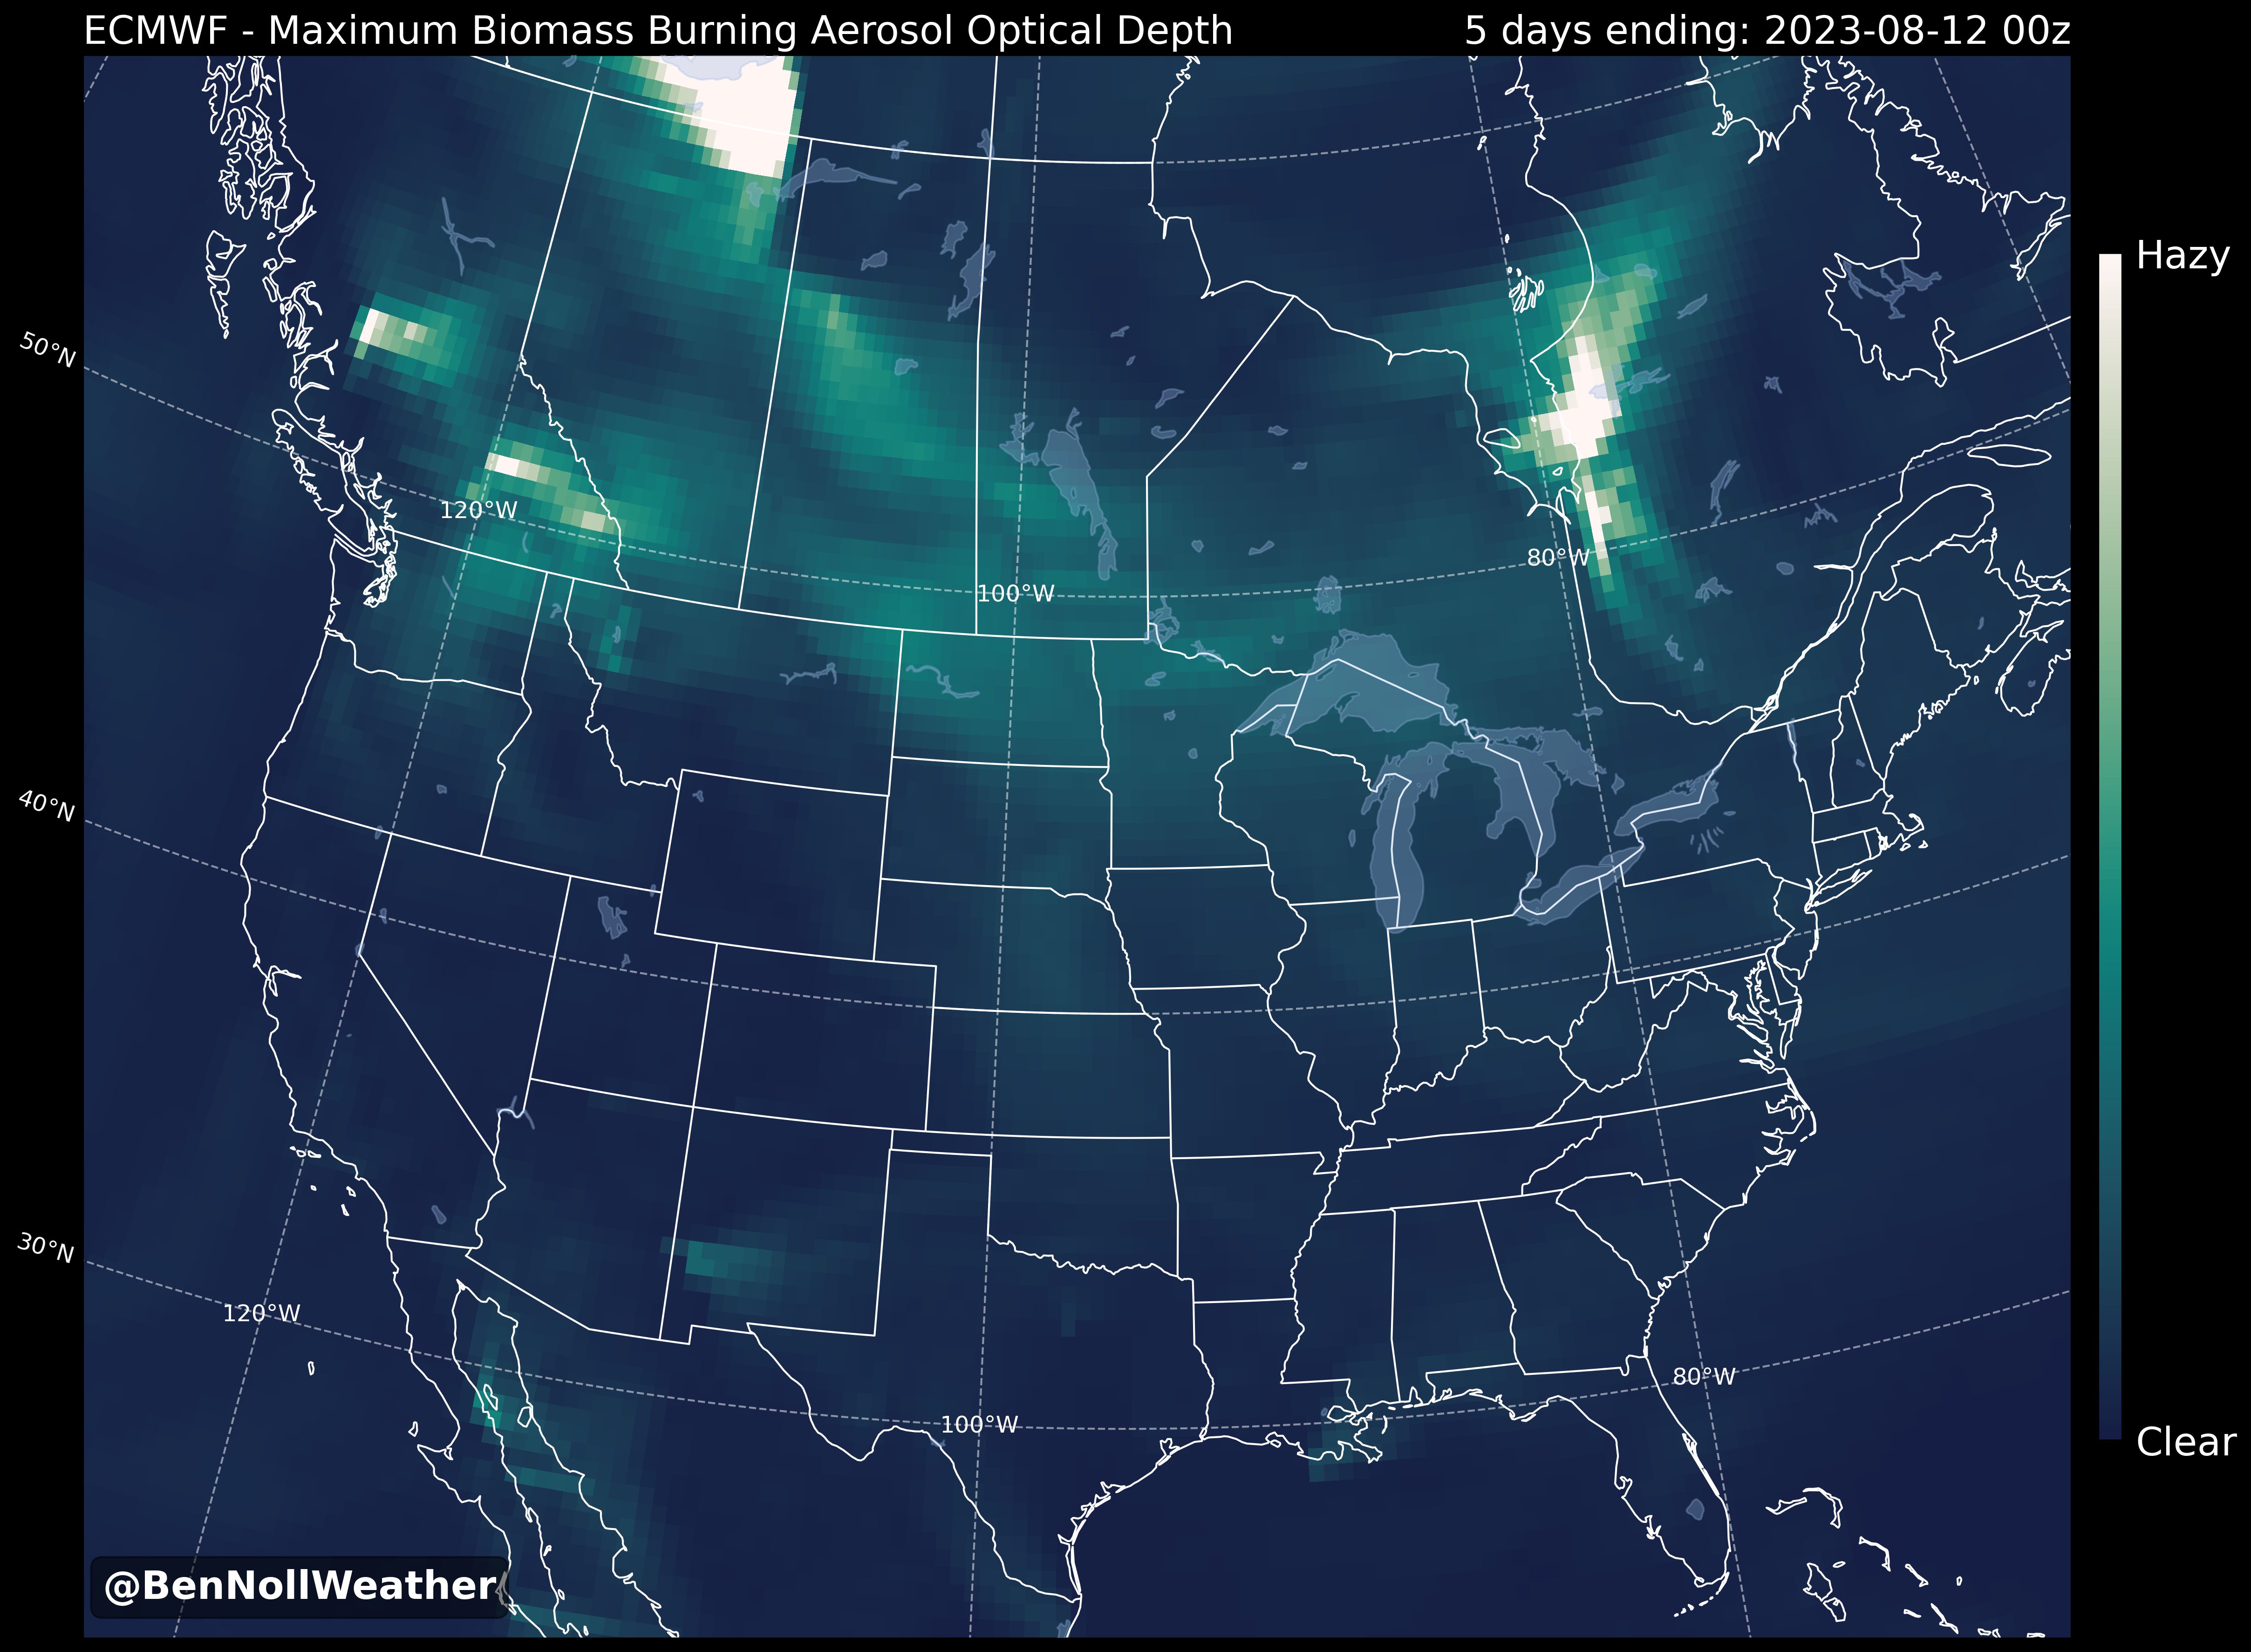 ECMWF - Maximum Biomass Burning Aerosol Optical Depth
5 days ending: 2023-08-12 00z
Hazy
50°N
120°W
80°W
100°W
40°N
30°N
120°W
80°W
100°W
Clear
@BenNollWeather